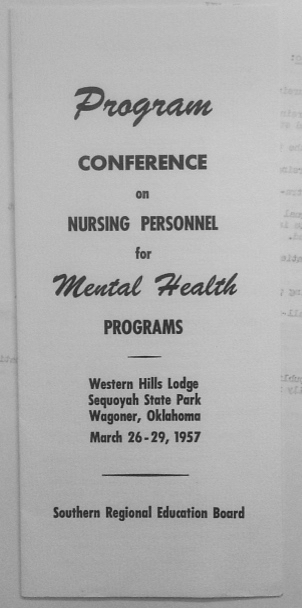 Program
CONFERENCE
on
NURSING PERSONNEL
for
Mental Health
PROGRAMS
Western Hills Lodge
Sequoyah State Park
Wagoner, Oklahoma
March 26-29, 1957
Southern Regional Education Board